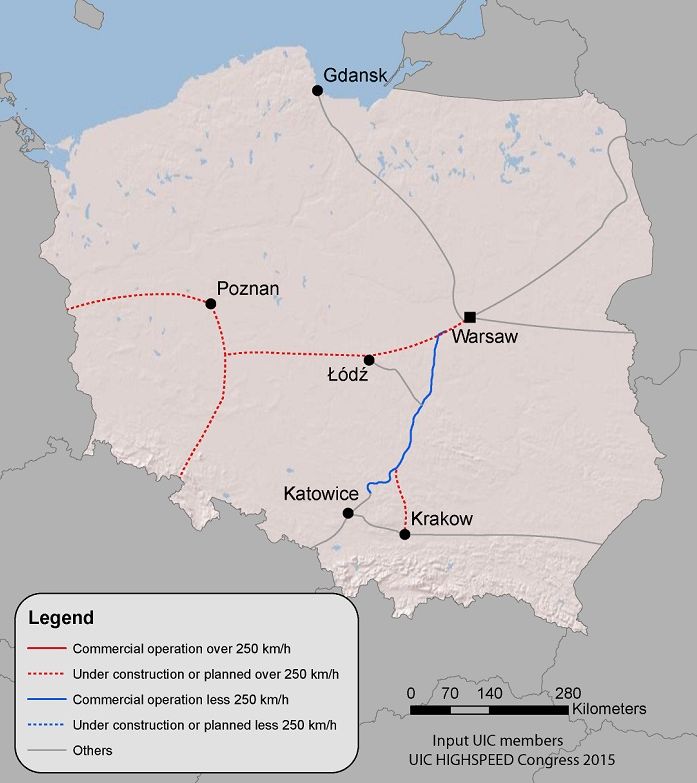 Gdansk
Poznan
Warsaw
Łódź
Katowice
Krakow
Legend
Commercial operation over 250 km/h
Under construction or planned over 250 km/h
Commercial operation less 250 km/h
Under construction or planned less 250 km/h
Others
0 70 140 280
Kilometers
Input UIC members
UIC HIGHSPEED Congress 2015